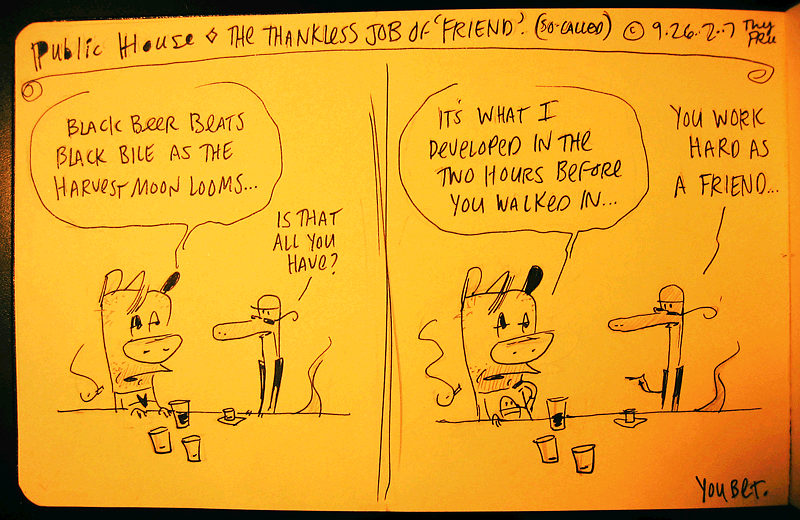 Public House ◇ THE THANKLESS JOB OF 'FRIEND'. (SO-CALLED) © 9.26.2..7 Thy FRU
BLACK BEER BEATS
BLACK BILE AS THE
HARVEST MOON LOOMS...
IS THAT
ALL YOU
HAVE?
IT'S WHAT I
DEVELOPED IN THE
TWO HOURS BEFORE
YOU WALKED IN...
YOU WORK
HARD AS
A FRIEND...
YOU BET.